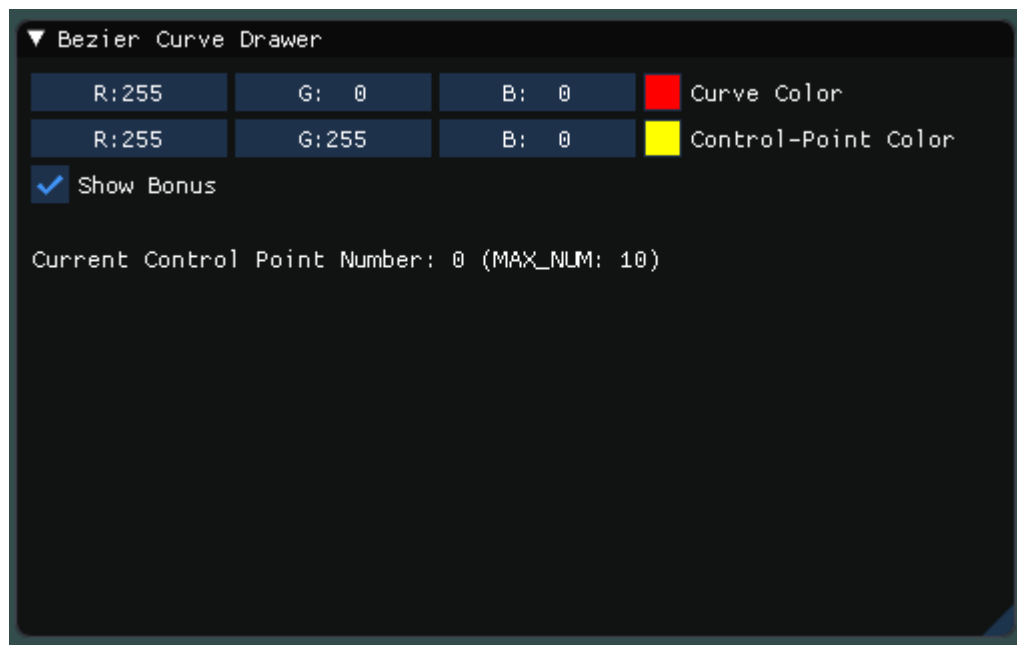 Bezier Curve Drawer
R:255 G: 0 B: 0 Curve Color
R:255 G:255 B: 0 Control-Point Color
Show Bonus
Current Control Point Number: 0 (MAX_NUM: 10)